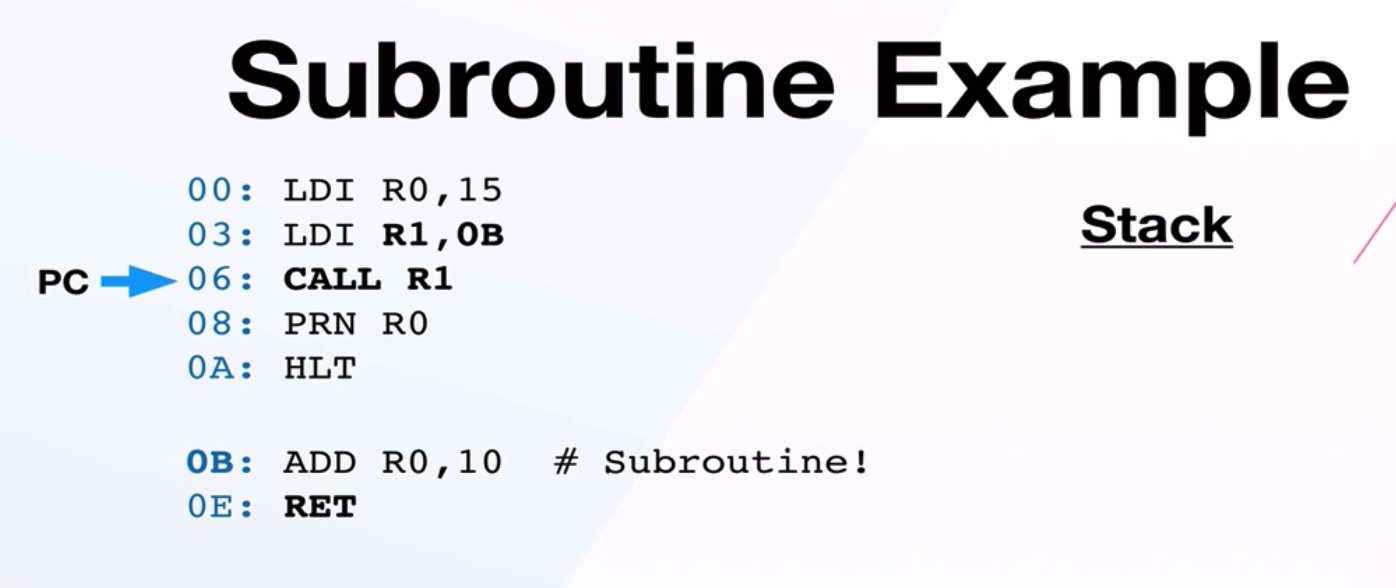 Subroutine Example
00: LDI R0,15
03: LDI R1,0B
PC 06: CALL R1
08: PRN R0
0A: HLT
0B: ADD R0,10 # Subroutine!
0E: RET
Stack